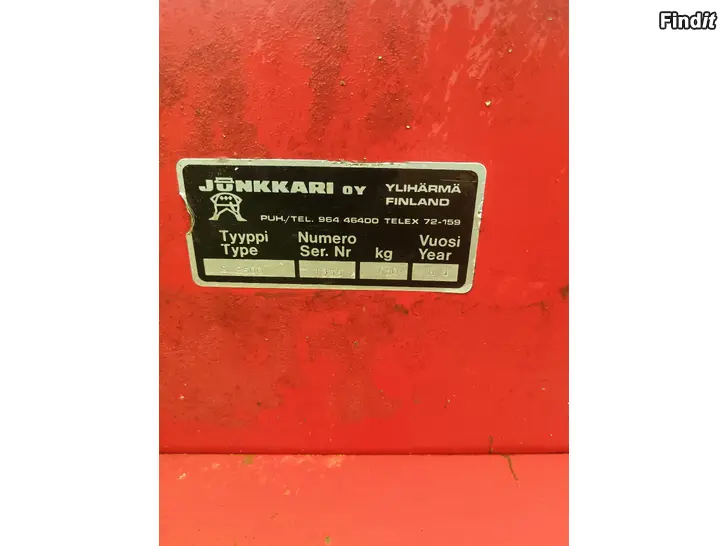 Findit
JUNKKARI OY
YLIHÄRMÄ
FINLAND
PUH./TEL. 964 46400 TELEX 72-159
Tyyppi Numero kg Vuosi
Type Ser. Nr Year